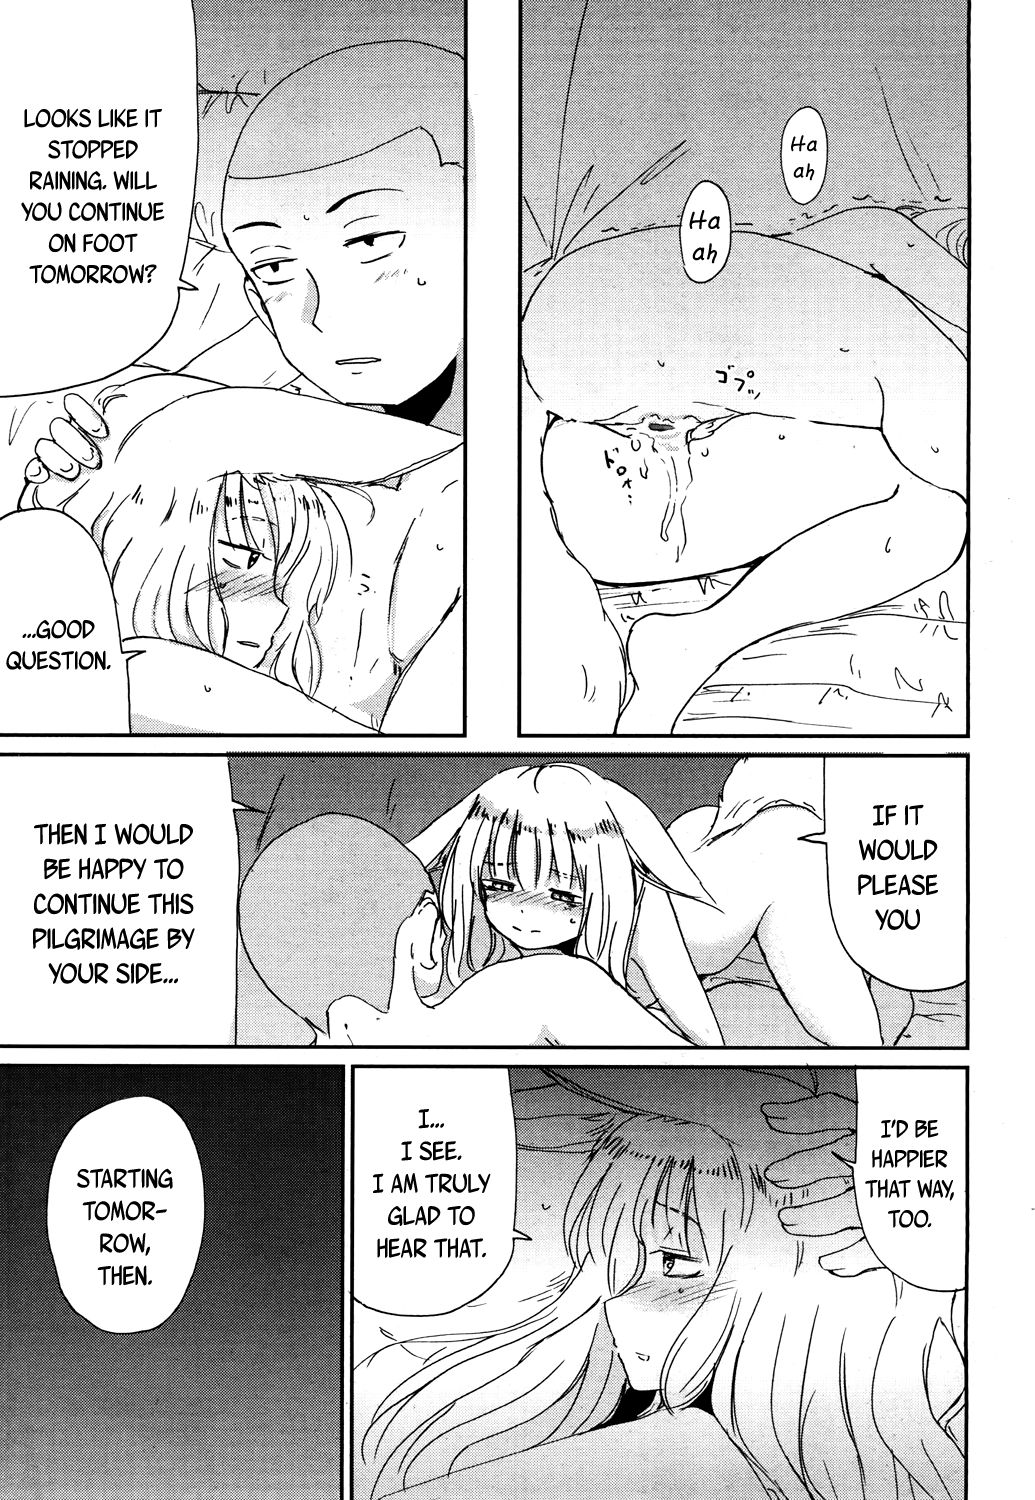 Ha
ah
Ha
ah
ゴプッ
ドロォ…
LOOKS LIKE IT
STOPPED
RAINING. WILL
YOU CONTINUE
ON FOOT
TOMORROW?
...GOOD
QUESTION.
IF IT
WOULD
PLEASE
YOU
THEN I WOULD
BE HAPPY TO
CONTINUE THIS
PILGRIMAGE BY
YOUR SIDE...
I'D BE
HAPPIER
THAT WAY,
TOO.
I...
I SEE.
I AM TRULY
GLAD TO
HEAR THAT.
STARTING
TOMOR-
ROW,
THEN.